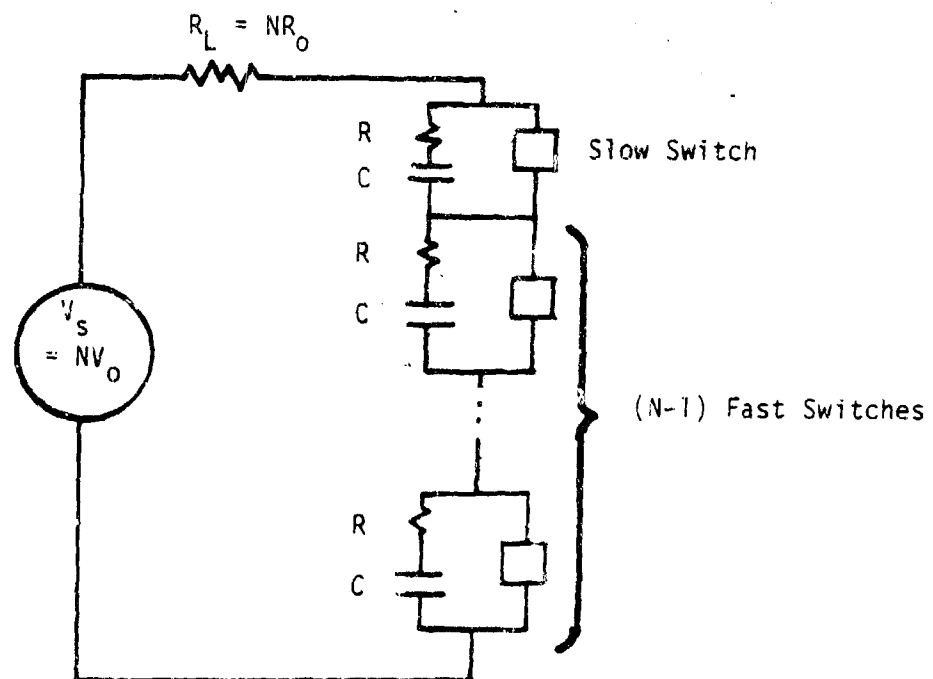 R_L = NR_o
R
C
Slow Switch
R
C
V_s
= NV_o
(N-1) Fast Switches
R
C